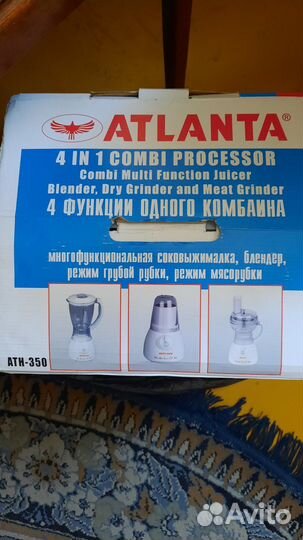 ATLANTA®
4 IN 1 COMBI PROCESSOR
Combi Multi Function Juicer
Blender, Dry Grinder and Meat Grinder
4 ФУНКЦИИ ОДНОГО КОМБАЙНА
многофункциональная соковыжималка, блендер,
режим грубой рубки, режим мясорубки
ATH-350
ATLANTA
Avito